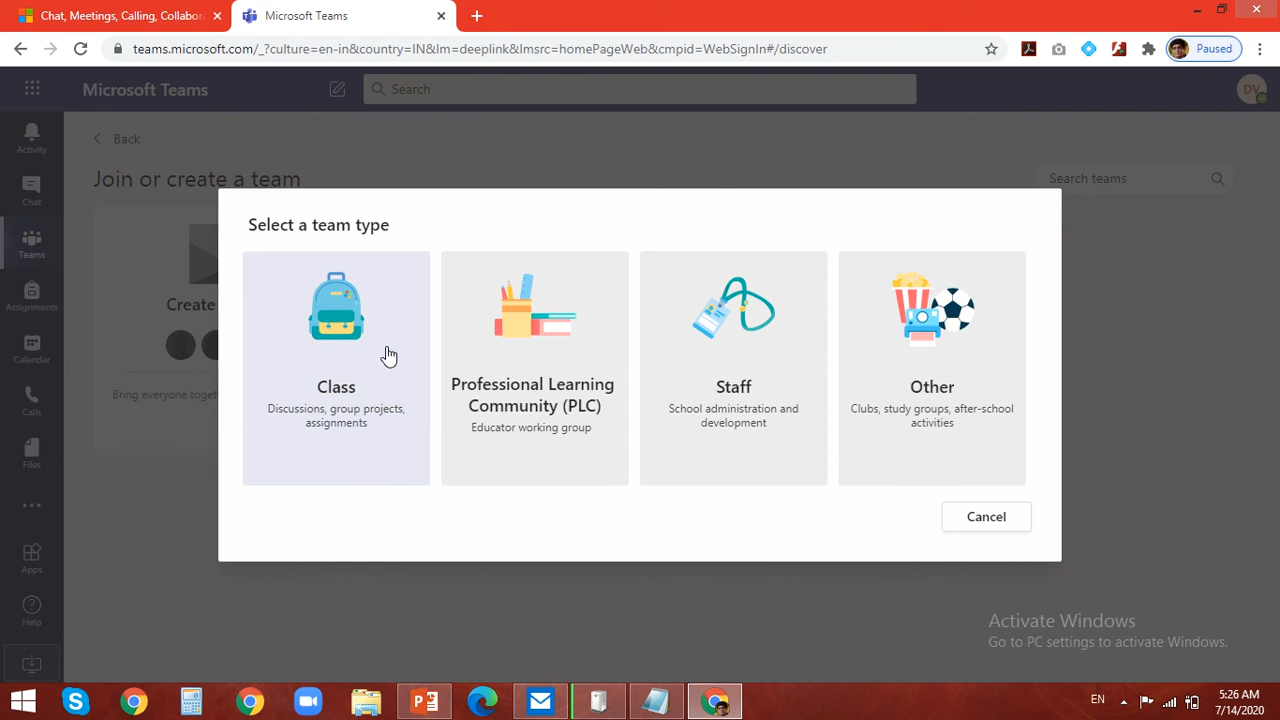 Chat, Meetings, Calling, Collabora
Microsoft Teams
teams.microsoft.com/_?culture=en-in&country=IN&lm=deeplink&lmsrc=homePageWeb&cmpid=WebSignIn#/discover
Paused
Microsoft Teams
Search
DV
Activity
Chat
Teams
Assignments
Calendar
Calls
Files
Apps
Help
Back
Join or create a team
Search teams
Create
Bring everyone toget
Select a team type
Class
Discussions, group projects,
assignments
Professional Learning
Community (PLC)
Educator working group
Staff
School administration and
development
Other
Clubs, study groups, after-school
activities
Cancel
Activate Windows
Go to PC settings to activate Windows.
EN
5:26 AM
7/14/2020